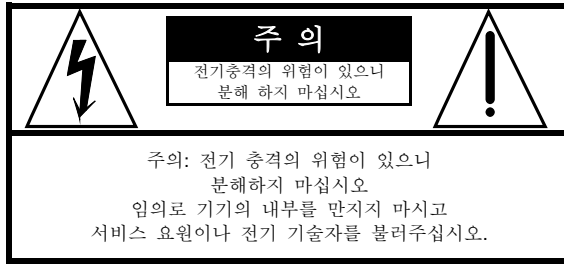 주 의
전기충격의 위험이 있으니
분해 하지 마십시오
주의: 전기 충격의 위험이 있으니
분해하지 마십시오
임의로 기기의 내부를 만지지 마시고
서비스 요원이나 전기 기술자를 불러주십시오.